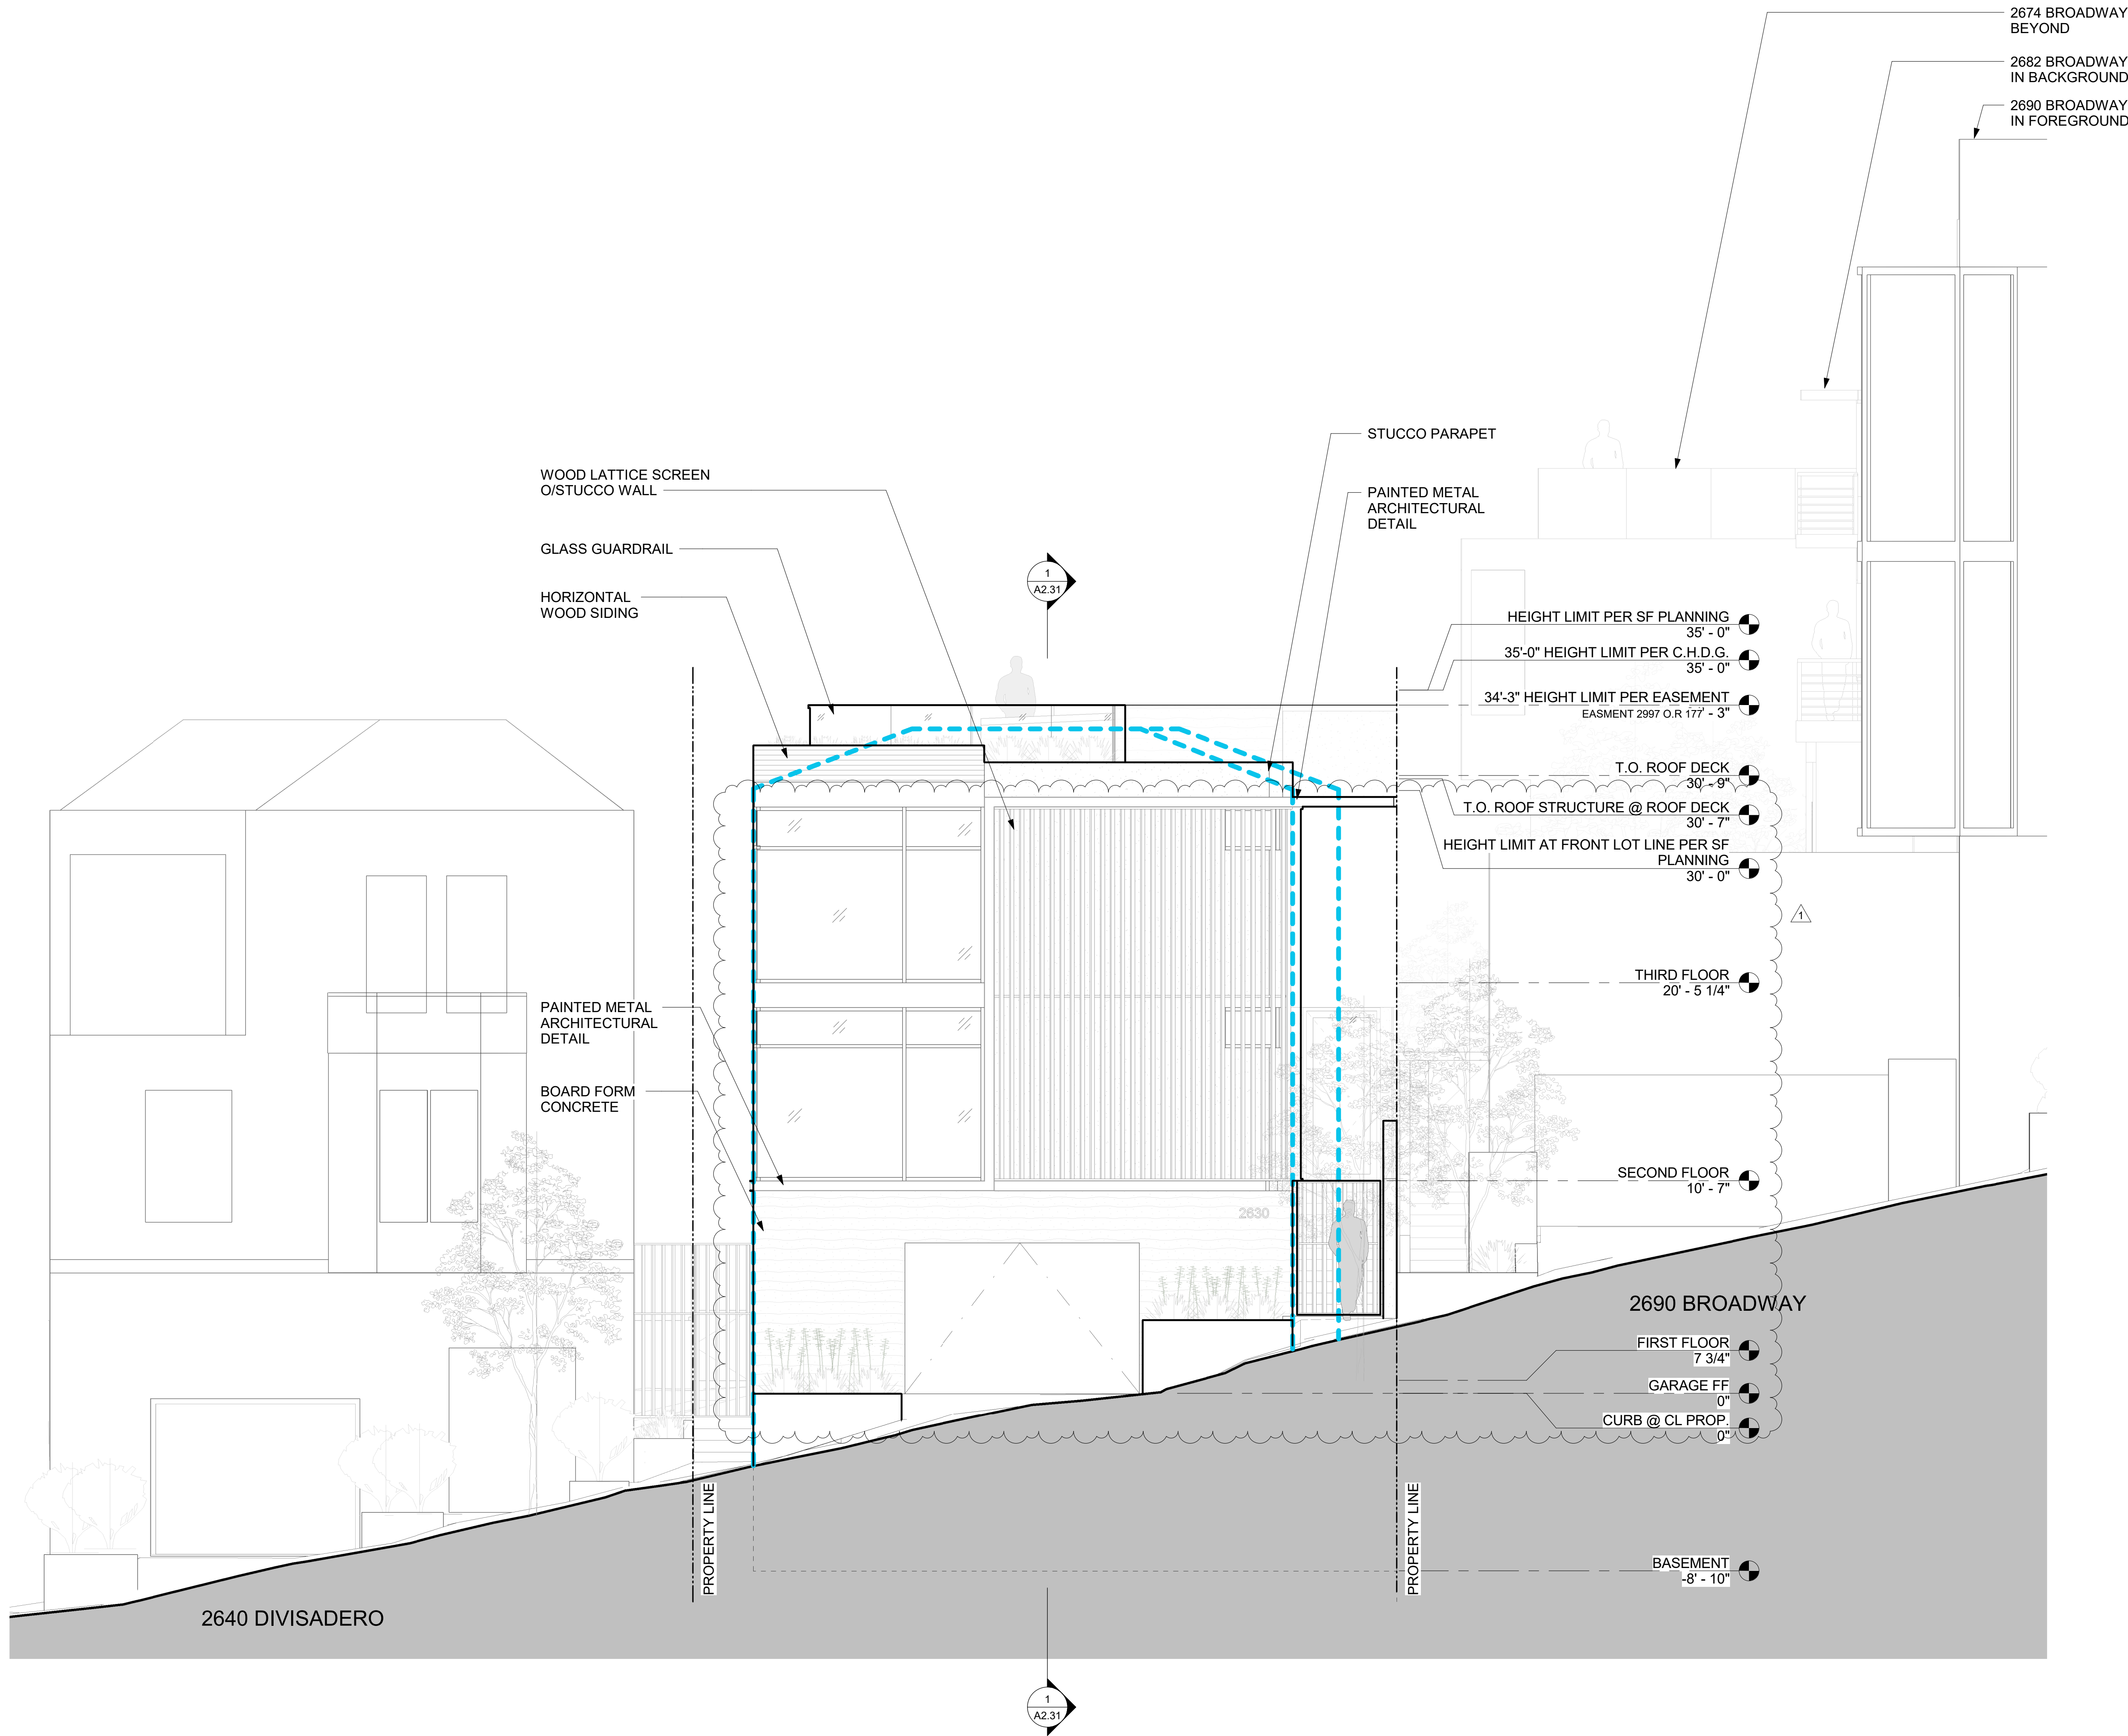 2674 BROADWAY
BEYOND
2682 BROADWAY
IN BACKGROUND
2690 BROADWAY
IN FOREGROUND
STUCCO PARAPET
WOOD LATTICE SCREEN
O/STUCCO WALL
PAINTED METAL
ARCHITECTURAL
DETAIL
GLASS GUARDRAIL
HORIZONTAL
WOOD SIDING
1
A2.31
HEIGHT LIMIT PER SF PLANNING
35' - 0"
35'-0" HEIGHT LIMIT PER C.H.D.G.
35' - 0"
34'-3" HEIGHT LIMIT PER EASEMENT
EASMENT 2997 O.R 177' - 3"
T.O. ROOF DECK
30' - 9"
T.O. ROOF STRUCTURE @ ROOF DECK
30' - 7"
HEIGHT LIMIT AT FRONT LOT LINE PER SF
PLANNING
30' - 0"
1
THIRD FLOOR
20' - 5 1/4"
PAINTED METAL
ARCHITECTURAL
DETAIL
BOARD FORM
CONCRETE
SECOND FLOOR
10' - 7"
2630
2690 BROADWAY
FIRST FLOOR
7 3/4"
GARAGE FF
0"
CURB @ CL PROP.
0"
PROPERTY LINE
PROPERTY LINE
BASEMENT
-8' - 10"
2640 DIVISADERO
1
A2.31